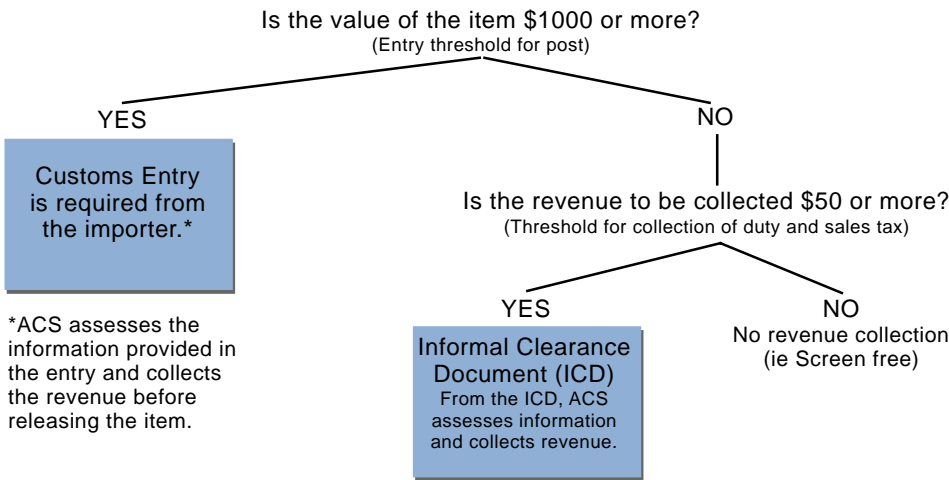 Is the value of the item $1000 or more?
(Entry threshold for post)
YES
NO
Customs Entry
is required from
the importer.*
Is the revenue to be collected $50 or more?
(Threshold for collection of duty and sales tax)
*ACS assesses the
information provided in
the entry and collects
the revenue before
releasing the item.
YES
NO
Informal Clearance
Document (ICD)
From the ICD, ACS
assesses information
and collects revenue.
No revenue collection
(ie Screen free)